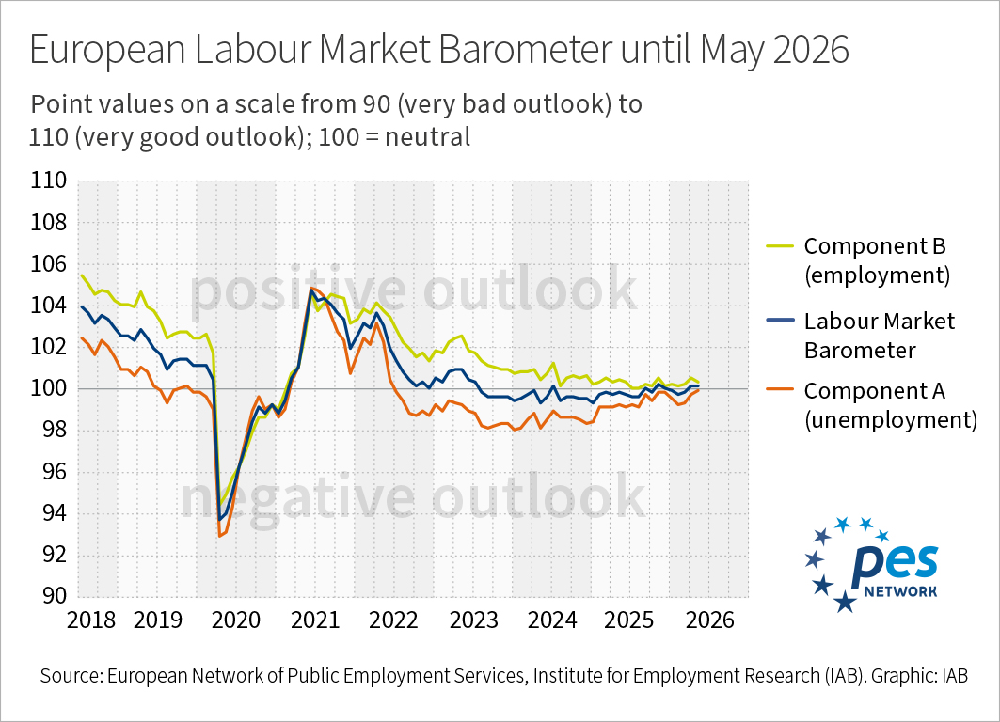 European Labour Market Barometer until May 2026
Point values on a scale from 90 (very bad outlook) to
110 (very good outlook); 100 = neutral
110
108
106
104
102
100
98
96
94
92
90
positive outlook
negative outlook
2018 2019 2020 2021 2022 2023 2024 2025 2026
Component B
(employment)
Labour Market
Barometer
Component A
(unemployment)
pes
NETWORK
Source: European Network of Public Employment Services, Institute for Employment Research (IAB). Graphic: IAB